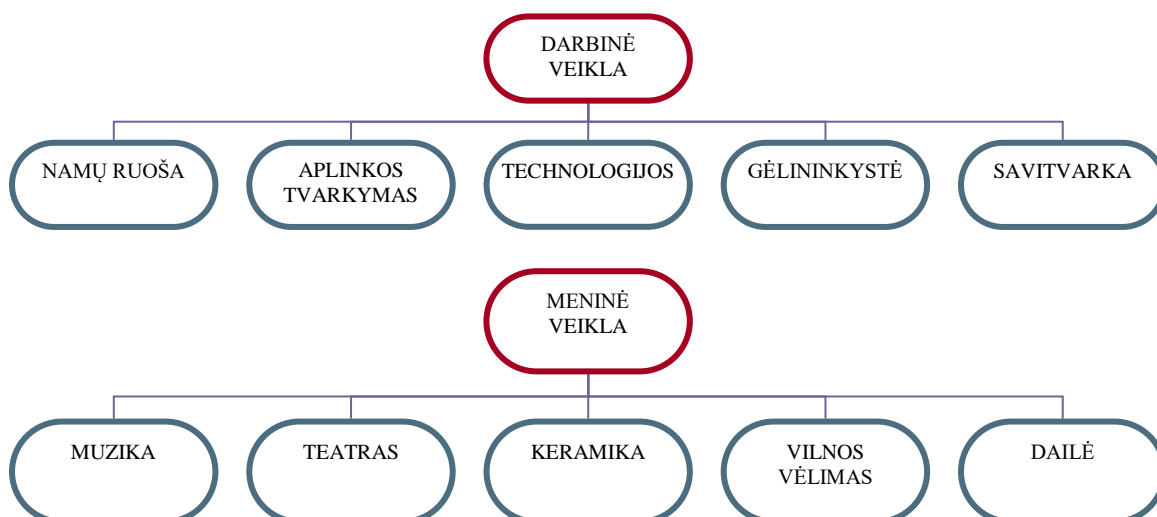 DARBINĖ
VEIKLA
NAMŲ RUOŠA
APLINKOS
TVARKYMAS
TECHNOLOGIJOS
GĖLININKYSTĖ
SAVITVARKA
MENINĖ
VEIKLA
MUZIKA
TEATRAS
KERAMIKA
VILNOS
VĖLIMAS
DAILĖ